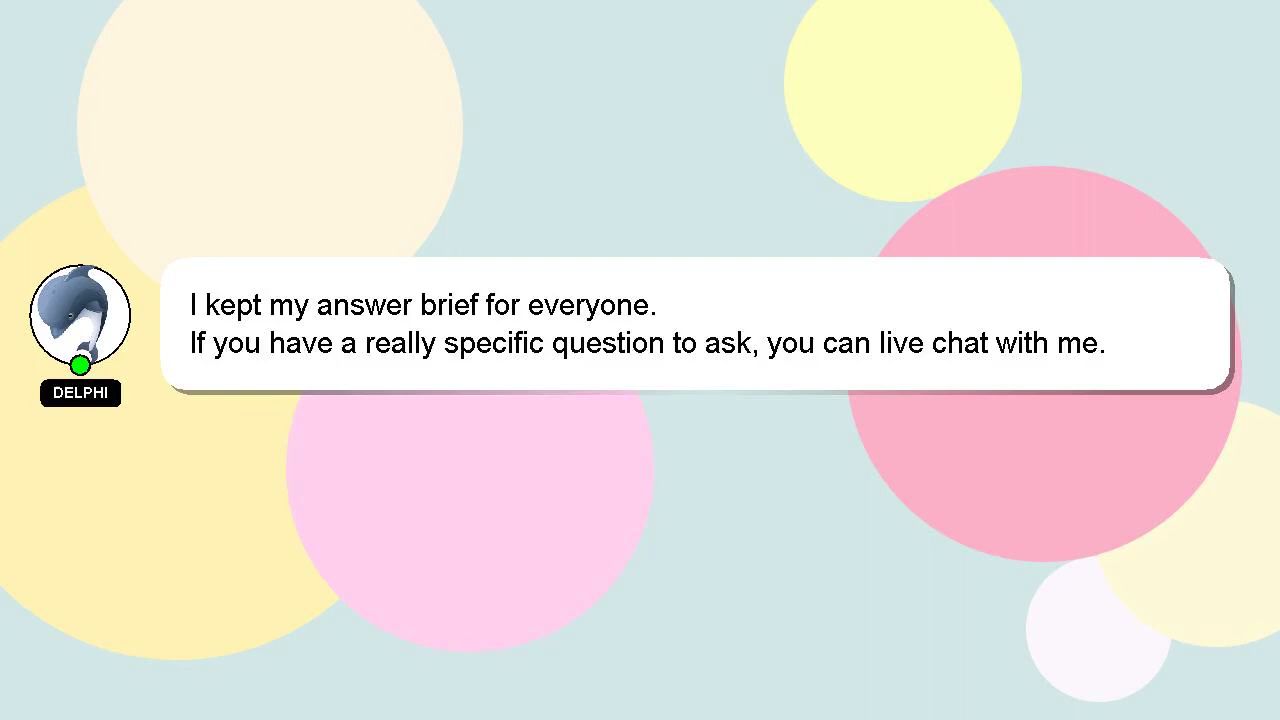 I kept my answer brief for everyone.
If you have a really specific question to ask, you can live chat with me.
DELPHI